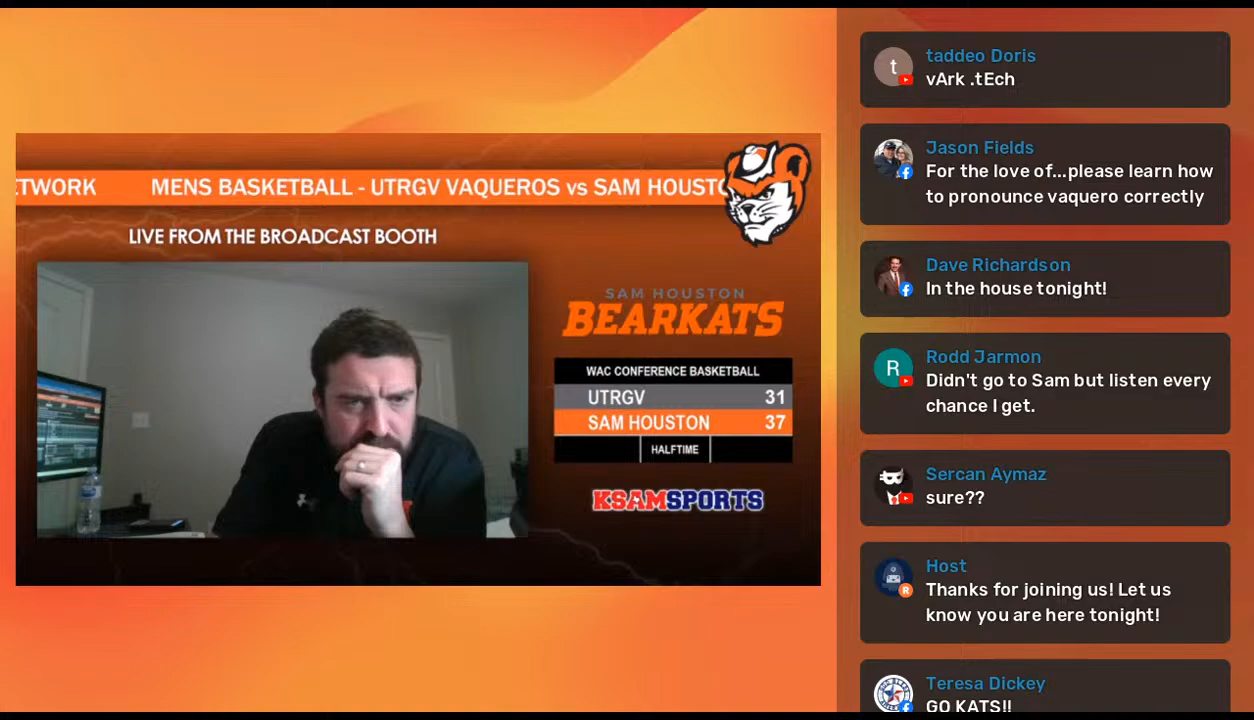 ETWORK MENS BASKETBALL - UTRGV VAQUEROS vs SAM HOUSTO
LIVE FROM THE BROADCAST BOOTH
SAM HOUSTON
BEARKATS
WAC CONFERENCE BASKETBALL
UTRGV 31
SAM HOUSTON 37
HALFTIME
KSAMSPORTS
t
taddeo Doris
vArk .tEch
Jason Fields
For the love of...please learn how
to pronounce vaquero correctly
Dave Richardson
In the house tonight!
R
Rodd Jarmon
Didn't go to Sam but listen every
chance I get.
Sercan Aymaz
sure??
Host
R
Thanks for joining us! Let us
know you are here tonight!
Teresa Dickey
GO KATS!!